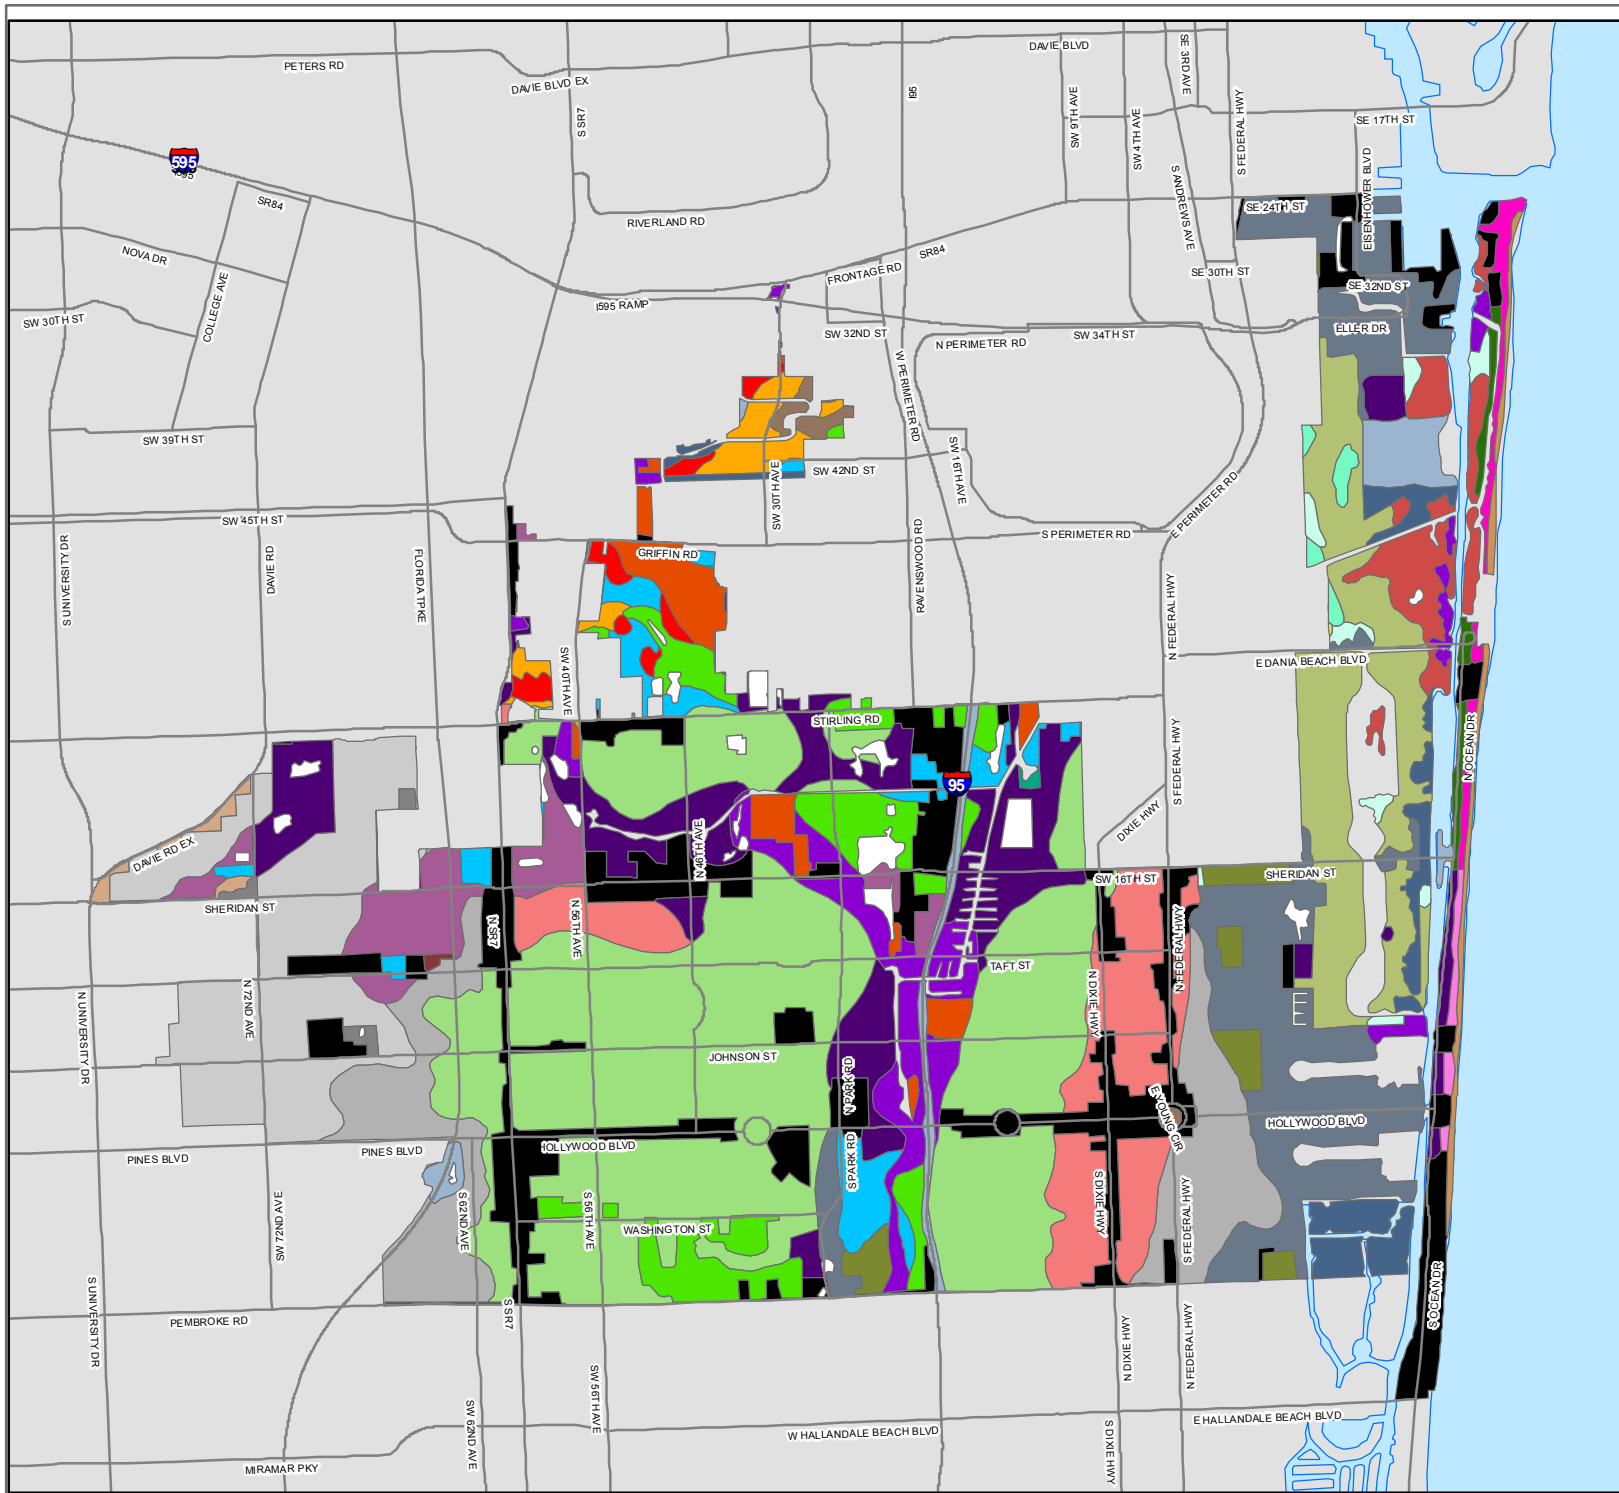 PETERS RD
DAVIE BLVD EX
DAVIE BLVD
S SR7
I95
SE 3RD AVE
SW 9TH AVE
SW 4TH AVE
S FEDERAL HWY
SE 17TH ST
EISENHOWER BLVD
595
I595
SR84
RIVERLAND RD
S ANDREWS AVE
SE 24TH ST
NOVA DR
COLLEGE AVE
SR84
FRONTAGE RD
SE 30TH ST
SE 32ND ST
SW 30TH ST
I595 RAMP
SW 32ND ST
N PERIMETER RD
SW 34TH ST
ELLER DR
W PERIMETER RD
SW 39TH ST
SW 42ND ST
SW 30TH AVE
SW 16TH AVE
E PERIMETER RD
SW 45TH ST
S PERIMETER RD
GRIFFIN RD
S UNIVERSITY DR
DAVIE RD
FLORIDA TPKE
RAVENSWOOD RD
N FEDERAL HWY
E DANIA BEACH BLVD
SW 40TH AVE
STIRLING RD
N OCEAN DR
S FEDERAL HWY
95
DIXIE HWY
DAVIE RD EX
N 46TH AVE
SW 16TH ST
SHERIDAN ST
SHERIDAN ST
N SR7
N 56TH AVE
TAFT ST
N FEDERAL HWY
N DIXIE HWY
N UNIVERSITY DR
N 72ND AVE
JOHNSON ST
N PARK RD
E YOUNG CIR
HOLLYWOOD BLVD
HOLLYWOOD BLVD
PINES BLVD
PINES BLVD
S PARK RD
S 62ND AVE
S 56TH AVE
WASHINGTON ST
S DIXIE HWY
S FEDERAL HWY
SW 72ND AVE
S UNIVERSITY DR
S SR7
PEMBROKE RD
S OCEAN DR
N DIXIE HWY
N FEDERAL HWY
SW 56TH AVE
SW 62ND AVE
E HALLANDALE BEACH BLVD
W HALLANDALE BEACH BLVD
S DIXIE HWY
MIRAMAR PKY